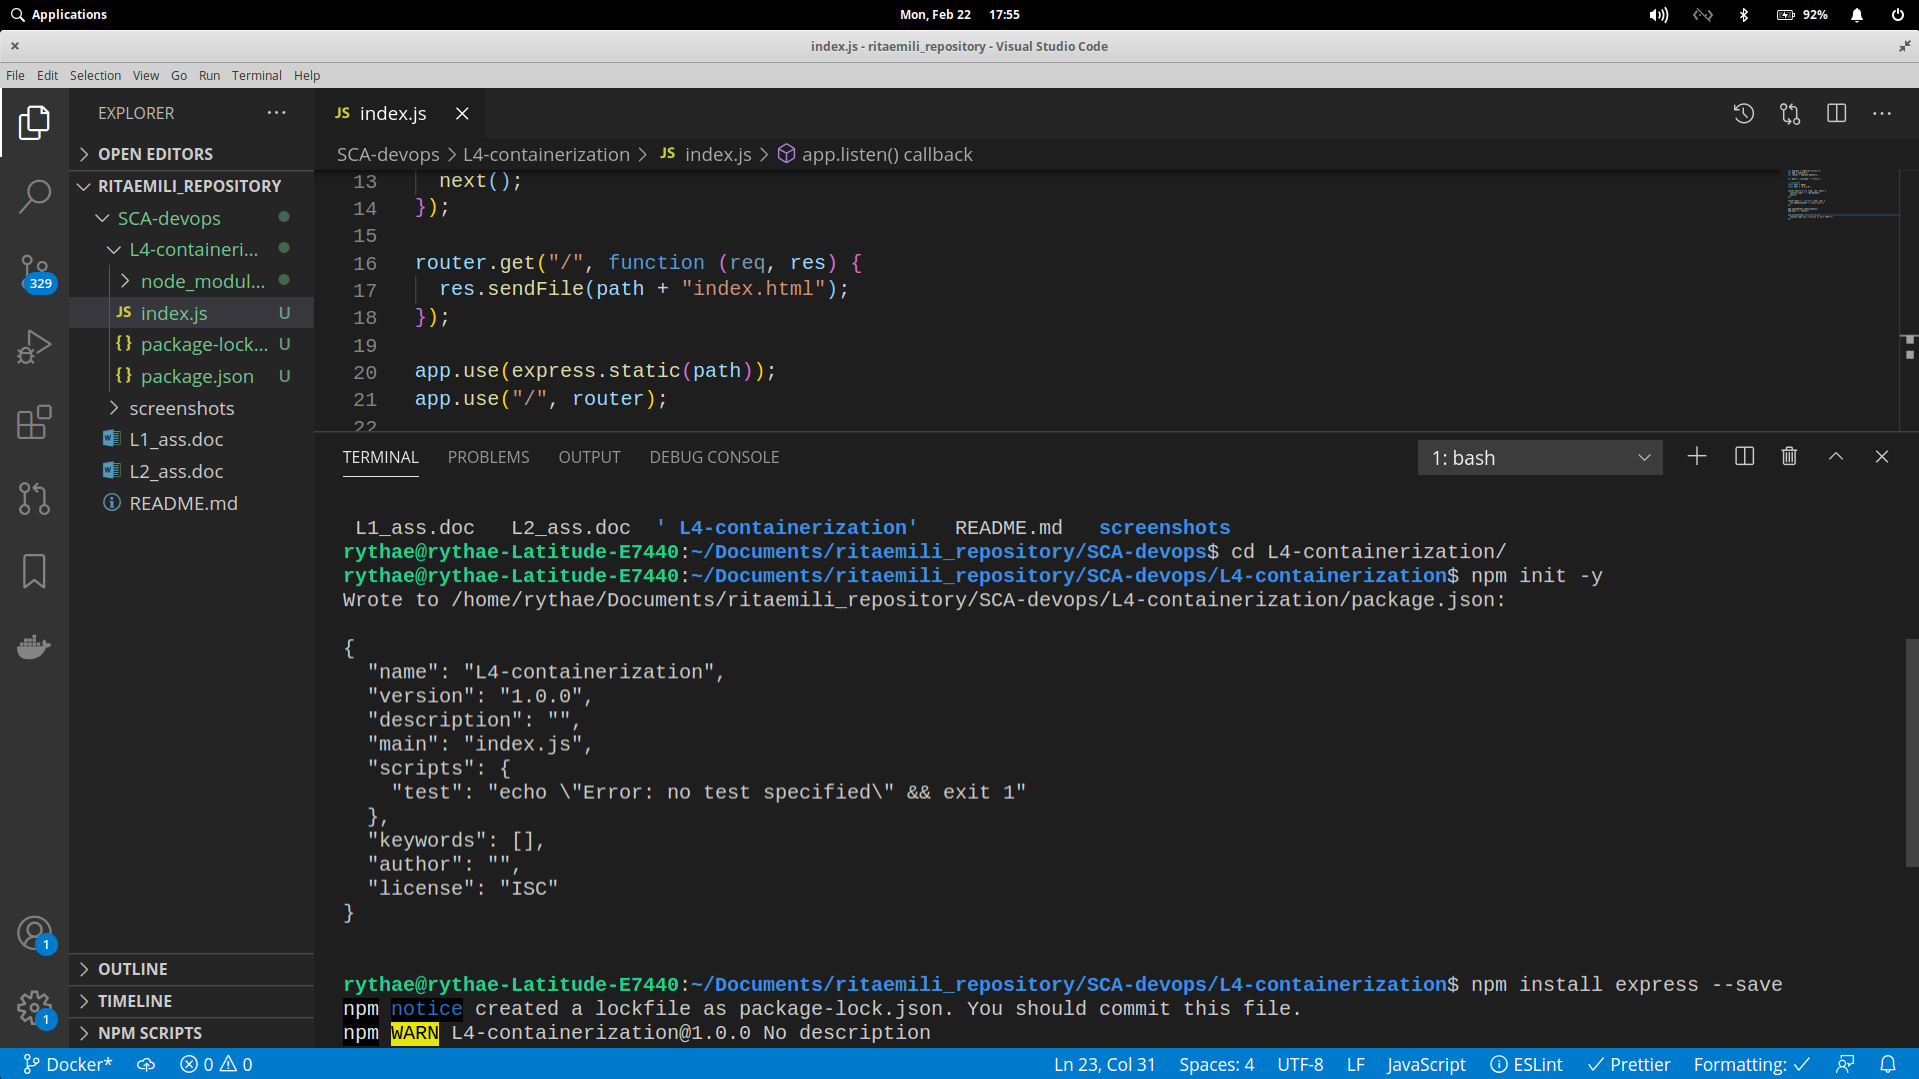 Applications
Mon, Feb 22 17:55
92%
index.js - ritaemili_repository - Visual Studio Code
File Edit Selection View Go Run Terminal Help
EXPLORER
JS index.js
OPEN EDITORS
SCA-devops > L4-containerization > JS index.js > app.listen() callback
RITAEMILI_REPOSITORY
SCA-devops
L4-containeri...
node_modul...
JS index.js U
{} package-lock... U
{} package.json U
screenshots
L1_ass.doc
L2_ass.doc
README.md
329
1
1
OUTLINE
TIMELINE
NPM SCRIPTS
13 next();
14 });
15
16 router.get("/", function (req, res) {
17 res.sendFile(path + "index.html");
18 });
19
20 app.use(express.static(path));
21 app.use("/", router);
22
TERMINAL PROBLEMS OUTPUT DEBUG CONSOLE
1: bash
L1_ass.doc L2_ass.doc ' L4-containerization' README.md screenshots
rythae@rythae-Latitude-E7440:~/Documents/ritaemili_repository/SCA-devops$ cd L4-containerization/
rythae@rythae-Latitude-E7440:~/Documents/ritaemili_repository/SCA-devops/L4-containerization$ npm init -y
Wrote to /home/rythae/Documents/ritaemili_repository/SCA-devops/L4-containerization/package.json:
{
"name": "L4-containerization",
"version": "1.0.0",
"description": "",
"main": "index.js",
"scripts": {
"test": "echo \"Error: no test specified\" && exit 1"
},
"keywords": [],
"author": "",
"license": "ISC"
}
rythae@rythae-Latitude-E7440:~/Documents/ritaemili_repository/SCA-devops/L4-containerization$ npm install express --save
npm notice created a lockfile as package-lock.json. You should commit this file.
npm WARN L4-containerization@1.0.0 No description
Docker* 0 0
Ln 23, Col 31 Spaces: 4 UTF-8 LF JavaScript ESLint Prettier Formatting: